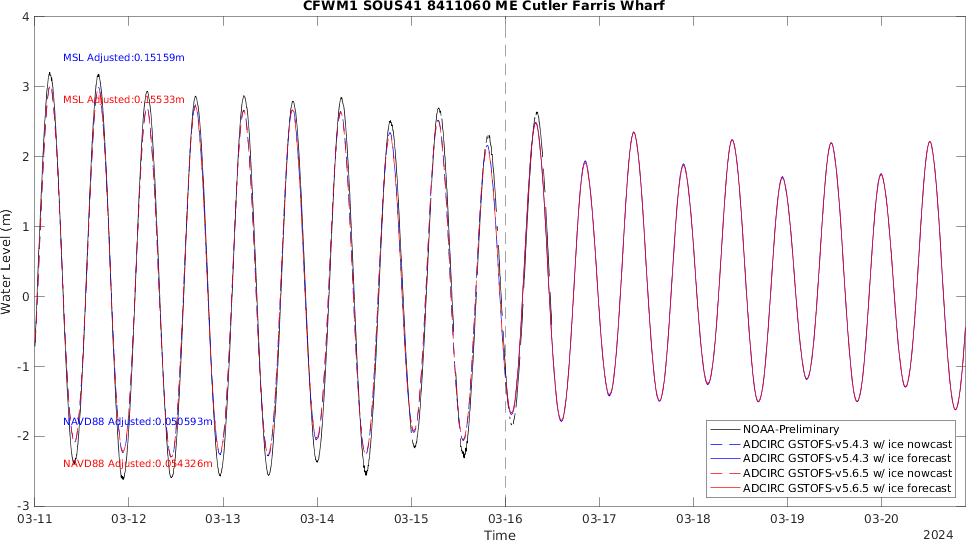 CFWM1 SOUS41 8411060 ME Cutler Farris Wharf
4
MSL Adjusted:0.15159m
3
MSL Adjusted:0.15533m
2
1
Water Level (m)
0
-1
NAVD88 Adjusted:0.050593m
-2
NAVD88 Adjusted:0.054326m
-3
NOAA-Preliminary
ADCIRC GSTOFS-v5.4.3 w/ ice nowcast
ADCIRC GSTOFS-v5.4.3 w/ ice forecast
ADCIRC GSTOFS-v5.6.5 w/ ice nowcast
ADCIRC GSTOFS-v5.6.5 w/ ice forecast
03-11 03-12 03-13 03-14 03-15 03-16 03-17 03-18 03-19 03-20
Time
2024